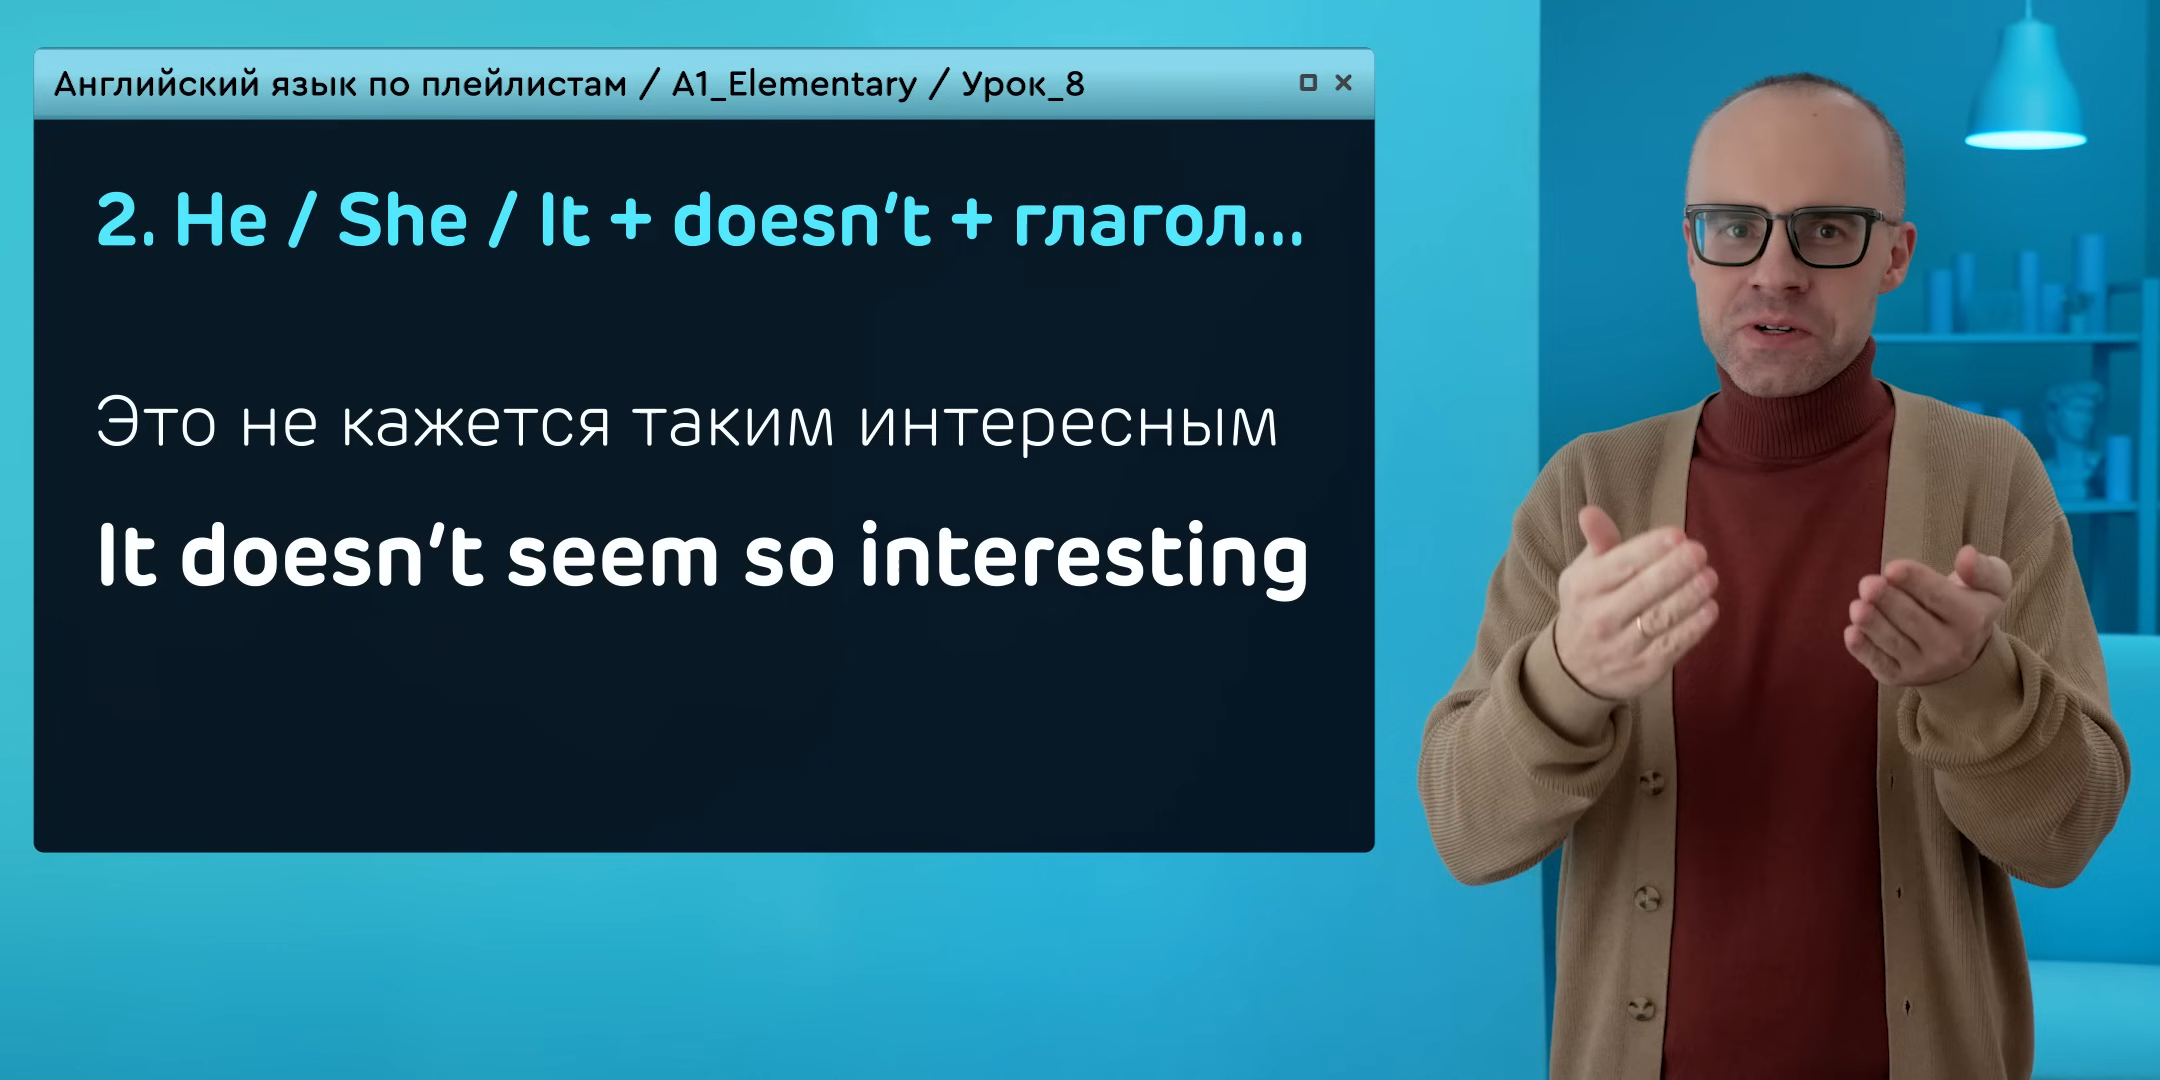 Английский язык по плейлистам / A1_Elementary / Урок_8
2. He / She / It + doesn't + глагол...
Это не кажется таким интересным
It doesn't seem so interesting